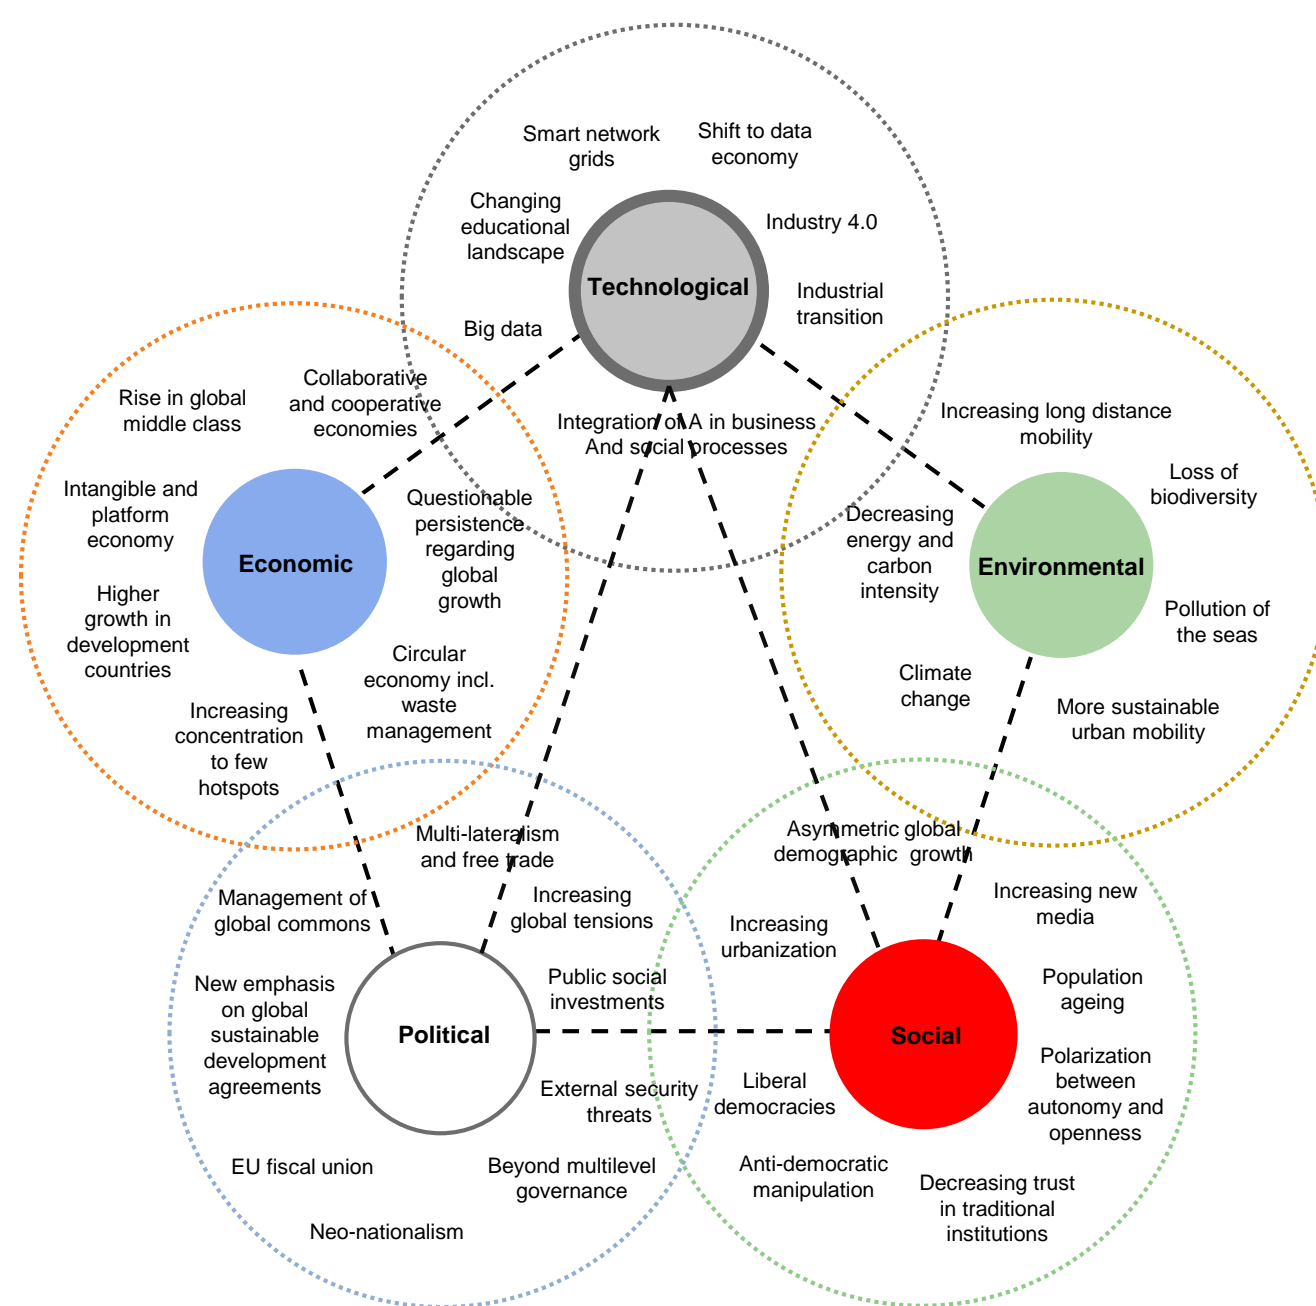 Smart network
grids
Shift to data
economy
Changing
educational
landscape
Industry 4.0
Technological
Industrial
transition
Big data
Integration of A in business
And social processes
Rise in global
middle class
Collaborative
and cooperative
economies
Intangible and
platform
economy
Questionable
persistence
regarding
global
growth
Economic
Higher
growth in
development
countries
Circular
economy incl.
waste
management
Increasing
concentration
to few
hotspots
Increasing long distance
mobility
Loss of
biodiversity
Decreasing
energy and
carbon
intensity
Environmental
Pollution of
the seas
Climate
change
More sustainable
urban mobility
Multi-lateralism
and free trade
Management of
global commons
Increasing
global tensions
New emphasis
on global
sustainable
development
agreements
Public social
investments
Political
External security
threats
EU fiscal union
Beyond multilevel
governance
Neo-nationalism
Asymmetric global
demographic growth
Increasing new
media
Increasing
urbanization
Population
ageing
Social
Polarization
between
autonomy and
openness
Liberal
democracies
Anti-democratic
manipulation
Decreasing trust
in traditional
institutions